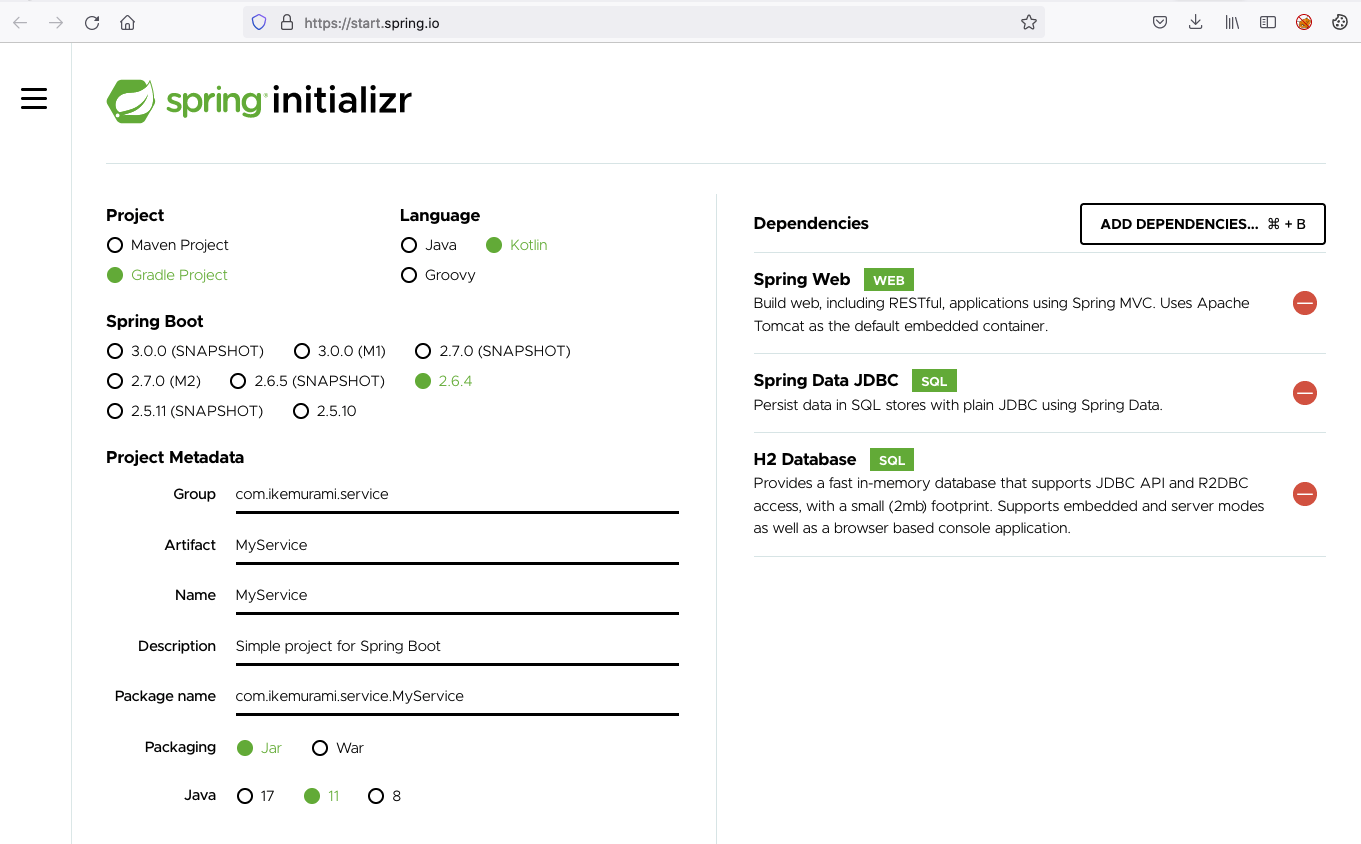 https://start.spring.io
spring initializr
Project
Maven Project
Gradle Project
Language
Java Kotlin
Groovy
Spring Boot
3.0.0 (SNAPSHOT) 3.0.0 (M1) 2.7.0 (SNAPSHOT)
2.7.0 (M2) 2.6.5 (SNAPSHOT) 2.6.4
2.5.11 (SNAPSHOT) 2.5.10
Project Metadata
Group com.ikemurami.service
Artifact MyService
Name MyService
Description Simple project for Spring Boot
Package name com.ikemurami.service.MyService
Packaging Jar War
Java 17 11 8
Dependencies ADD DEPENDENCIES... ⌘ + B
Spring Web WEB
Build web, including RESTful, applications using Spring MVC. Uses Apache
Tomcat as the default embedded container.
Spring Data JDBC SQL
Persist data in SQL stores with plain JDBC using Spring Data.
H2 Database SQL
Provides a fast in-memory database that supports JDBC API and R2DBC
access, with a small (2mb) footprint. Supports embedded and server modes
as well as a browser based console application.